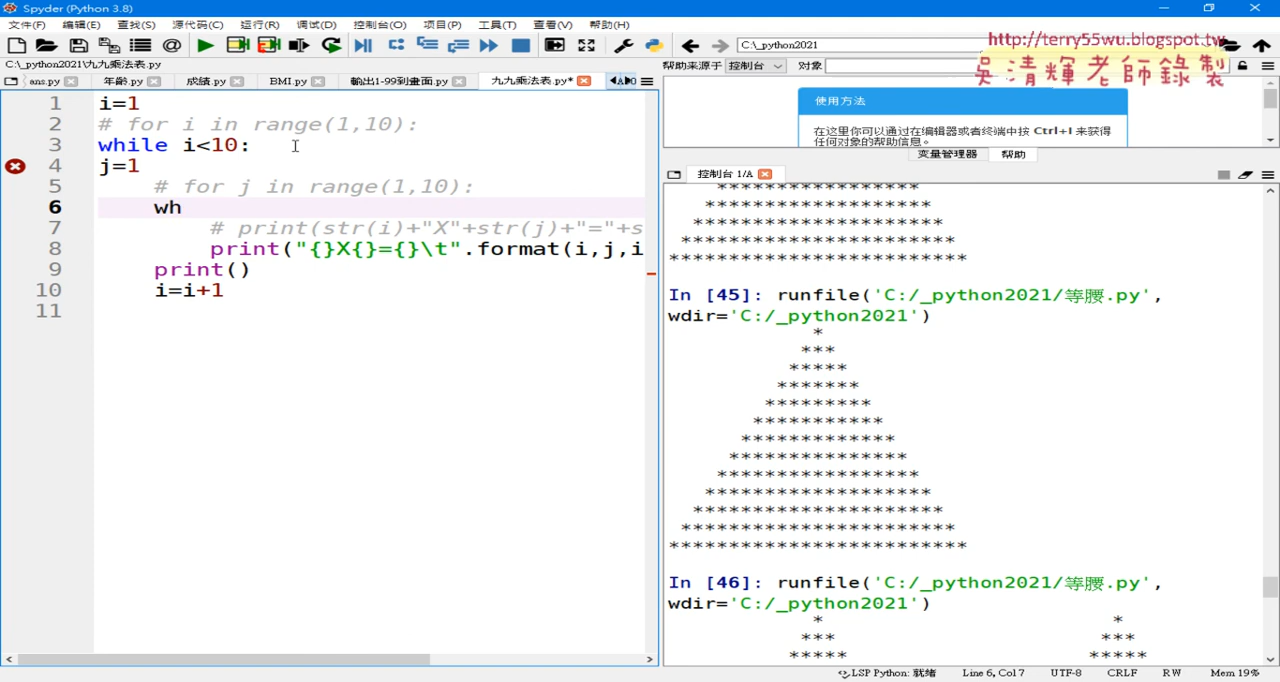 Spyder (Python 3.8)
文件(F) 编辑(E) 查找(S) 源代码(C) 运行(R) 调试(D) 控制台(O) 项目(P) 工具(T) 查看(V) 帮助(H)
C:\_python2021
http://terry55wu.blogspot.tw
吳清輝老師錄製
C:\_python2021\九九乘法表.py
ans.py 年齡.py 成績.py BMI.py 輸出1-99到畫面.py 九九乘法表.py*
帮助来源于 控制台 对象
1 i=1
2 # for i in range(1,10):
3 while i<10:
4 j=1
5 # for j in range(1,10):
6 wh
7 # print(str(i)+"X"+str(j)+"="+s
8 print("{}X{}={}\t".format(i,j,i
9 print()
10 i=i+1
11
使用方法
在这里你可以通过在编辑器或者终端中按 Ctrl+I 来获得
任何对象的帮助信息。
变量管理器 帮助
控制台 1/A
*****************
*******************
*********************
***********************
*************************
In [45]: runfile('C:/_python2021/等腰.py',
wdir='C:/_python2021')
*
***
*****
*******
*********
***********
*************
***************
*****************
*******************
*********************
***********************
*************************
In [46]: runfile('C:/_python2021/等腰.py',
wdir='C:/_python2021')
* *
*** ***
***** *****
LSP Python: 就绪 Line 6, Col 7 UTF-8 CRLF RW Mem 19%